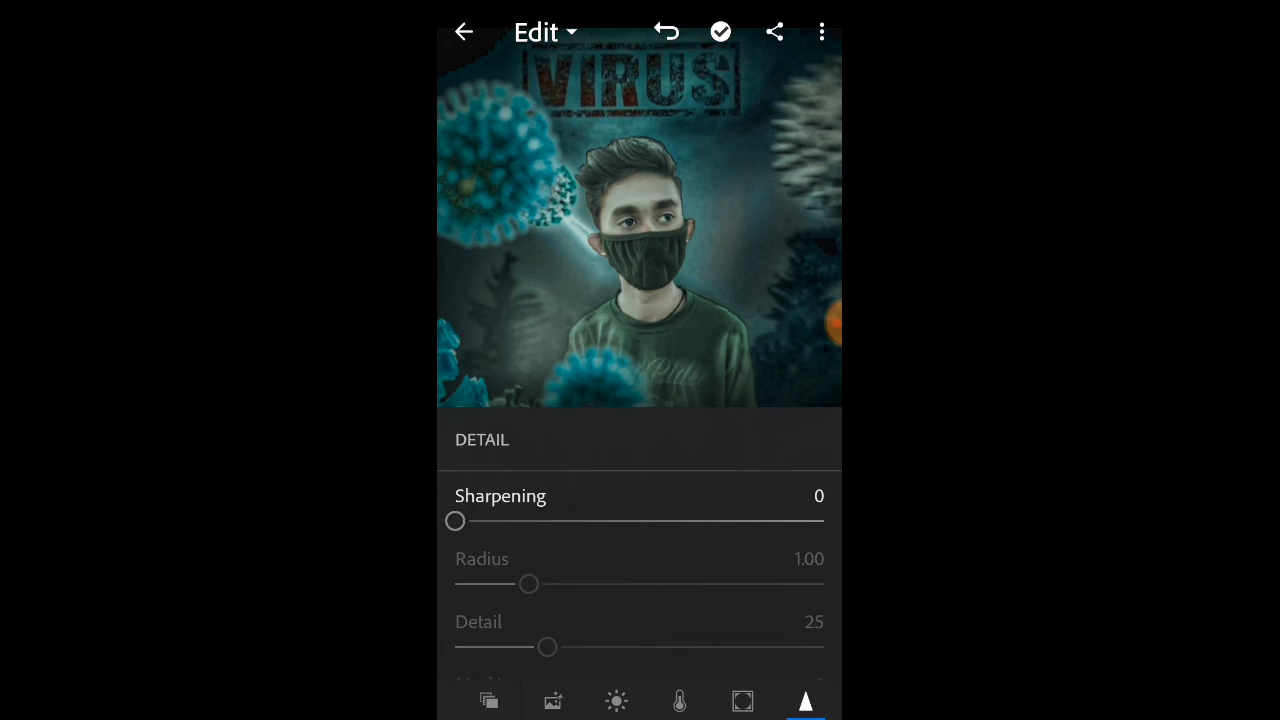 Edit
VIRUS
DETAIL
Sharpening 0
Radius 1.00
Detail 25